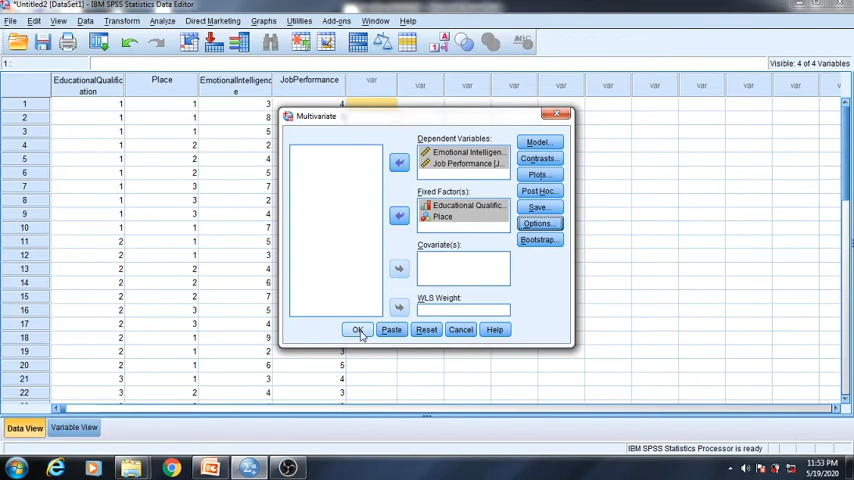 *Untitled2 [DataSet1] - IBM SPSS Statistics Data Editor
File Edit View Data Transform Analyze Direct Marketing Graphs Utilities Add-ons Window Help
1 : Visible: 4 of 4 Variables
EducationalQualific Place EmotionalIntelligenc JobPerformance var var var var var var var var
ation e
1 1 1 3 4
2 1 1 8
3 1 1 5
4 1 2 2
5 1 2 4
6 1 2 7
7 1 3 7
8 1 3 2
9 1 3 4
10 1 1 7
11 2 1 5
12 2 1 3
13 2 2 4
14 2 2 6
15 2 2 7
16 2 3 5
17 2 3 4
18 2 1 9
19 2 1 2 3
20 2 1 6 5
21 3 1 3 4
22 3 2 4 3
Multivariate
Dependent Variables:
Emotional Intelligen...
Job Performance [J...
Fixed Factor(s):
Educational Qualific...
Place
Covariate(s):
WLS Weight:
Model...
Contrasts...
Plots...
Post Hoc...
Save...
Options...
Bootstrap...
OK Paste Reset Cancel Help
Data View Variable View
IBM SPSS Statistics Processor is ready
11:53 PM
5/19/2020